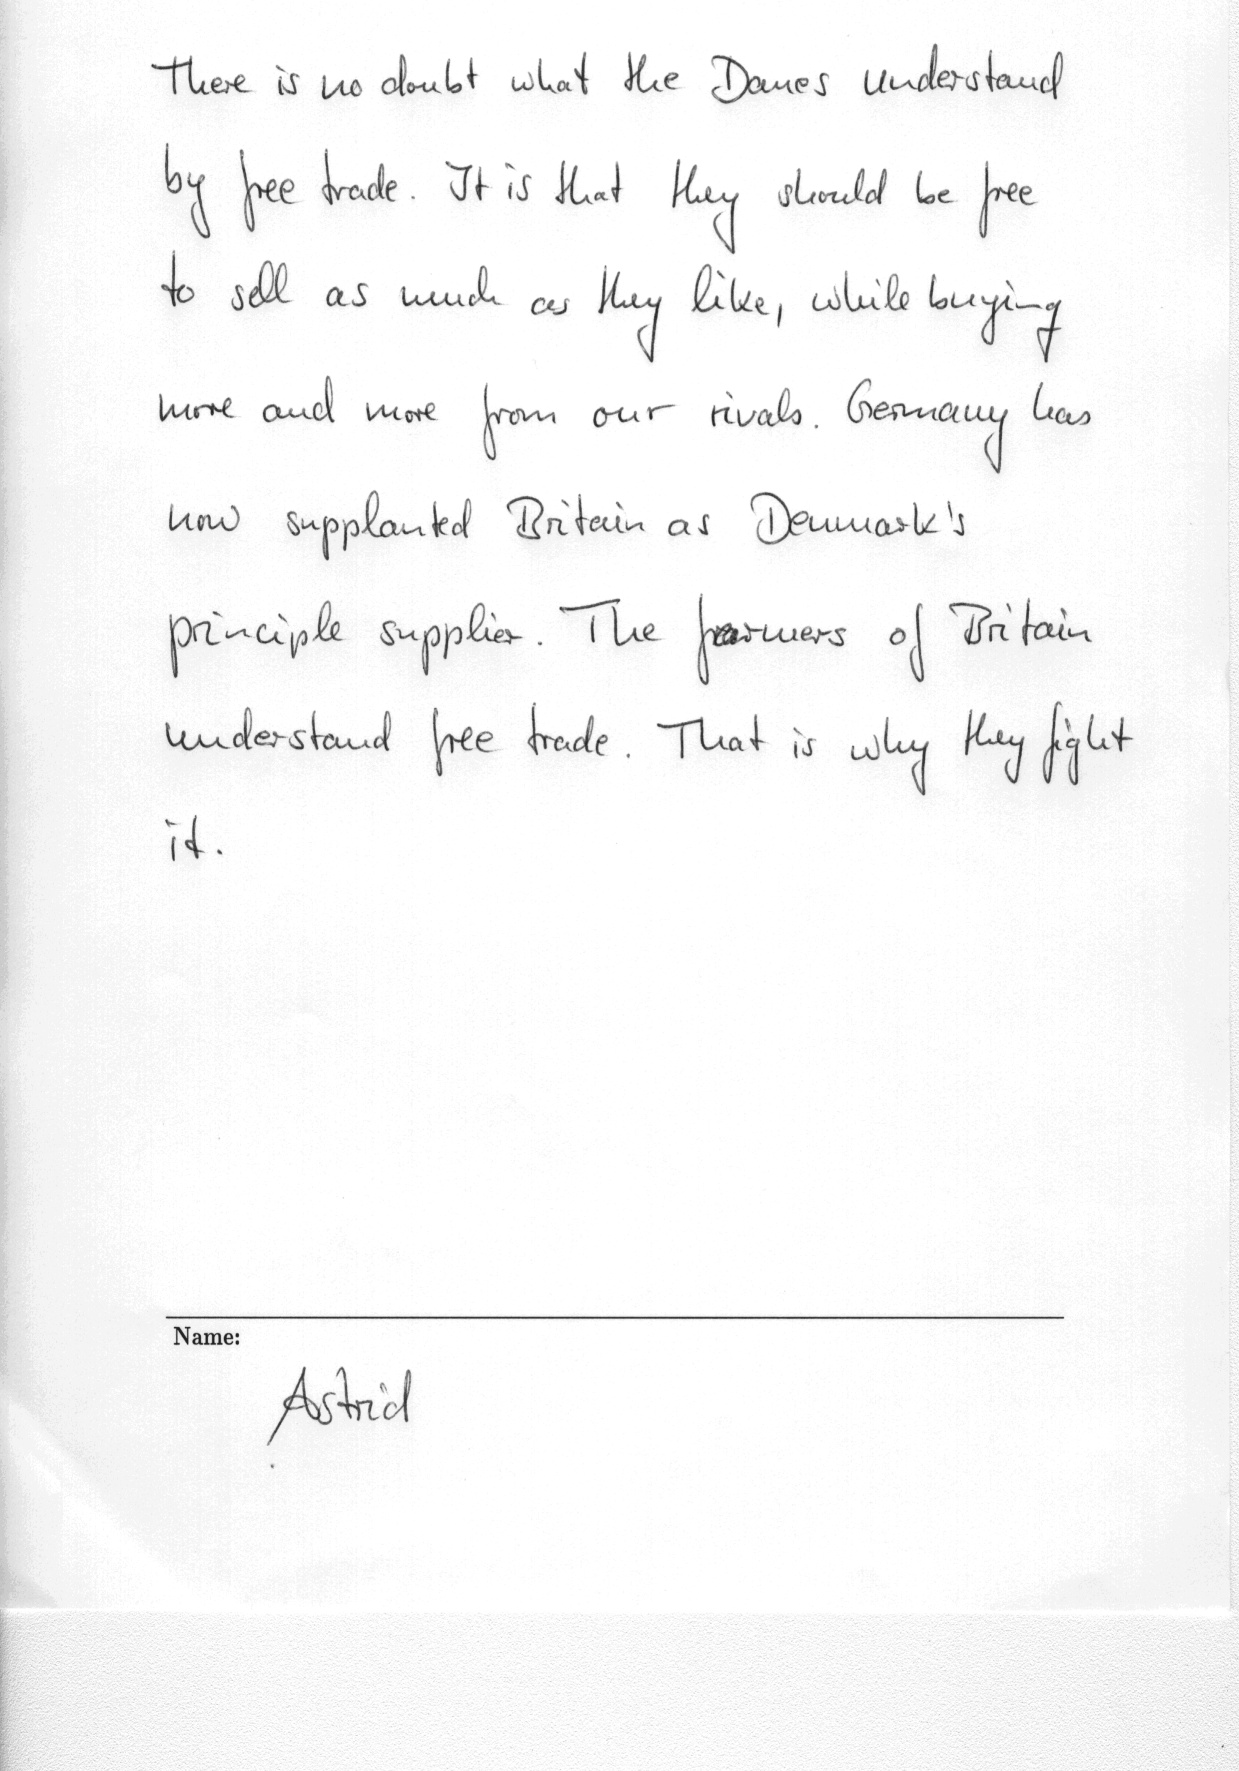 There is no doubt what the Danes understand
by free trade. It is that they should be free
to sell as much as they like, while buying
more and more from our rivals. Germany has
now supplanted Britain as Denmark's
principle supplier. The farmers of Britain
understand free trade. That is why they fight
it.
Name:
Astrid